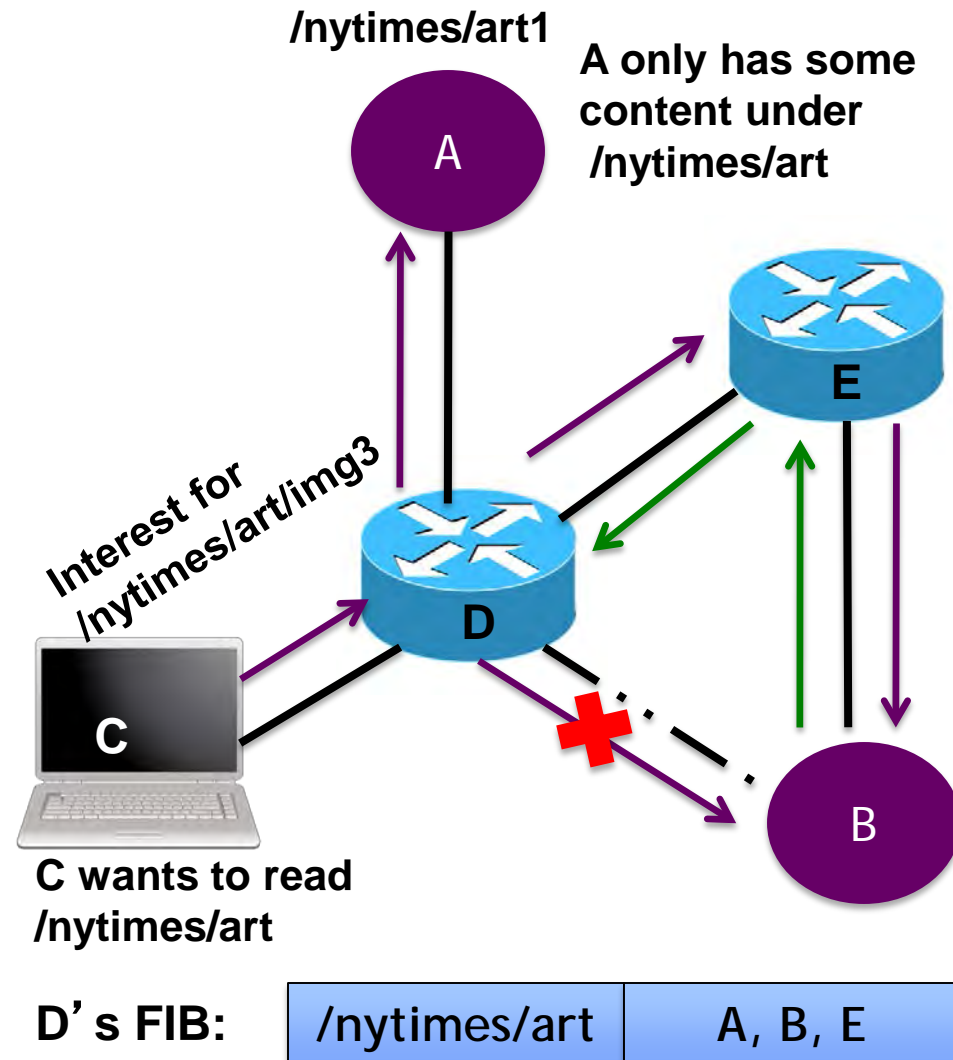 /nytimes/art1
A only has some
content under
/nytimes/art
A
E
Interest for
/nytimes/art/img3
D
C
B
C wants to read
/nytimes/art
D's FIB:
/nytimes/art
A, B, E